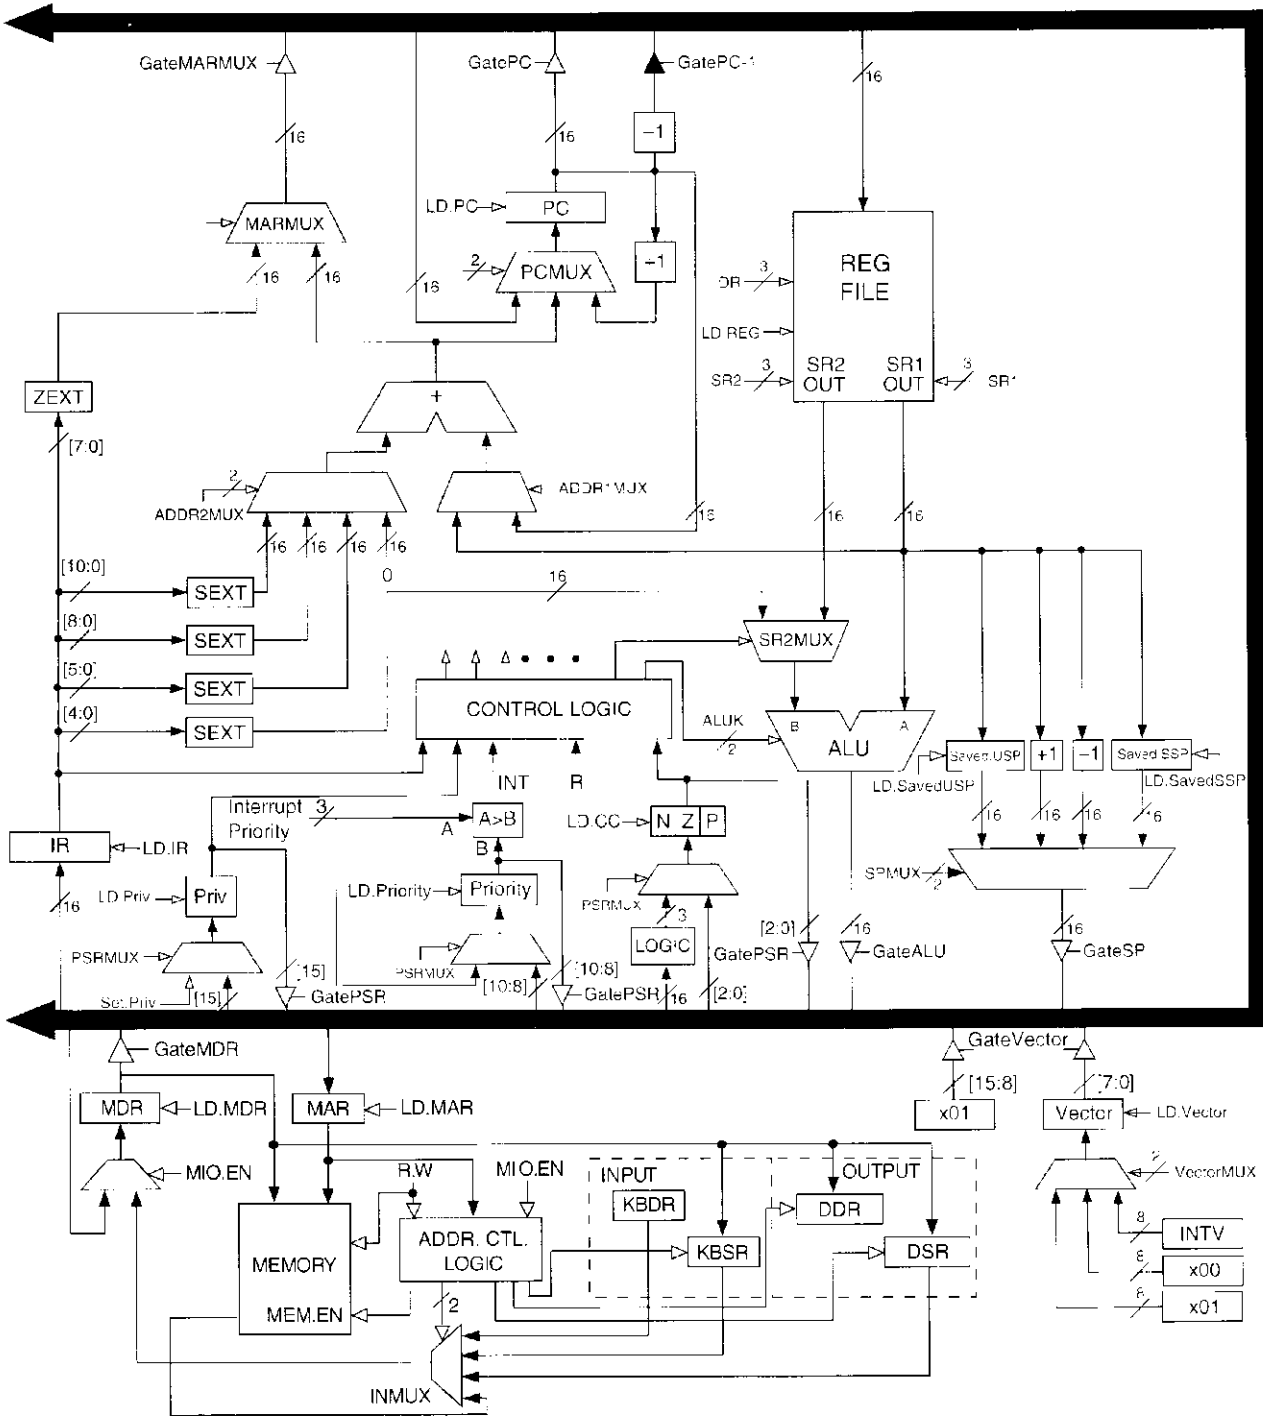 GateMARMUX
GatePC
GatePC-1
16
16
16
−1
LD.PC
PC
MARMUX
2
PCMUX
+1
16
16
16
REG
FILE
3
DR
LD.REG
3
SR2
SR2
OUT
SR1
OUT
3
SR1
ZEXT
[7:0]
+
2
ADDR2MUX
ADDR1MUX
16
16
16
16
16
16
16
[10:0]
SEXT
0
16
[8:0]
SEXT
SR2MUX
[5:0]
SEXT
[4:0]
SEXT
CONTROL LOGIC
ALUK
2
B
A
ALU
Saved.USP
+1
−1
Saved.SSP
LD.SavedUSP
LD.SavedSSP
INT
R
Interrupt
Priority
3
A
A>B
B
LD.CC
N Z P
16
16
16
16
IR
LD.IR
16
LD.Priv
Priv
LD.Priority
Priority
PSRMUX
SPMUX
2
3
PSRMUX
PSRMUX
LOGIC
[2:0]
GatePSR
16
GateALU
16
GateSP
Set.Priv
[15]
[15]
GatePSR
[10:8]
[10:8]
GatePSR
16
[2:0]
GateMDR
GateVector
[15:8]
[7:0]
MDR
LD.MDR
MAR
LD.MAR
x01
Vector
LD.Vector
MIO.EN
R.W
MIO.EN
INPUT
OUTPUT
2
VectorMUX
KBDR
DDR
MEMORY
ADDR. CTL.
LOGIC
KBSR
DSR
8
INTV
8
x00
MEM.EN
2
8
x01
INMUX